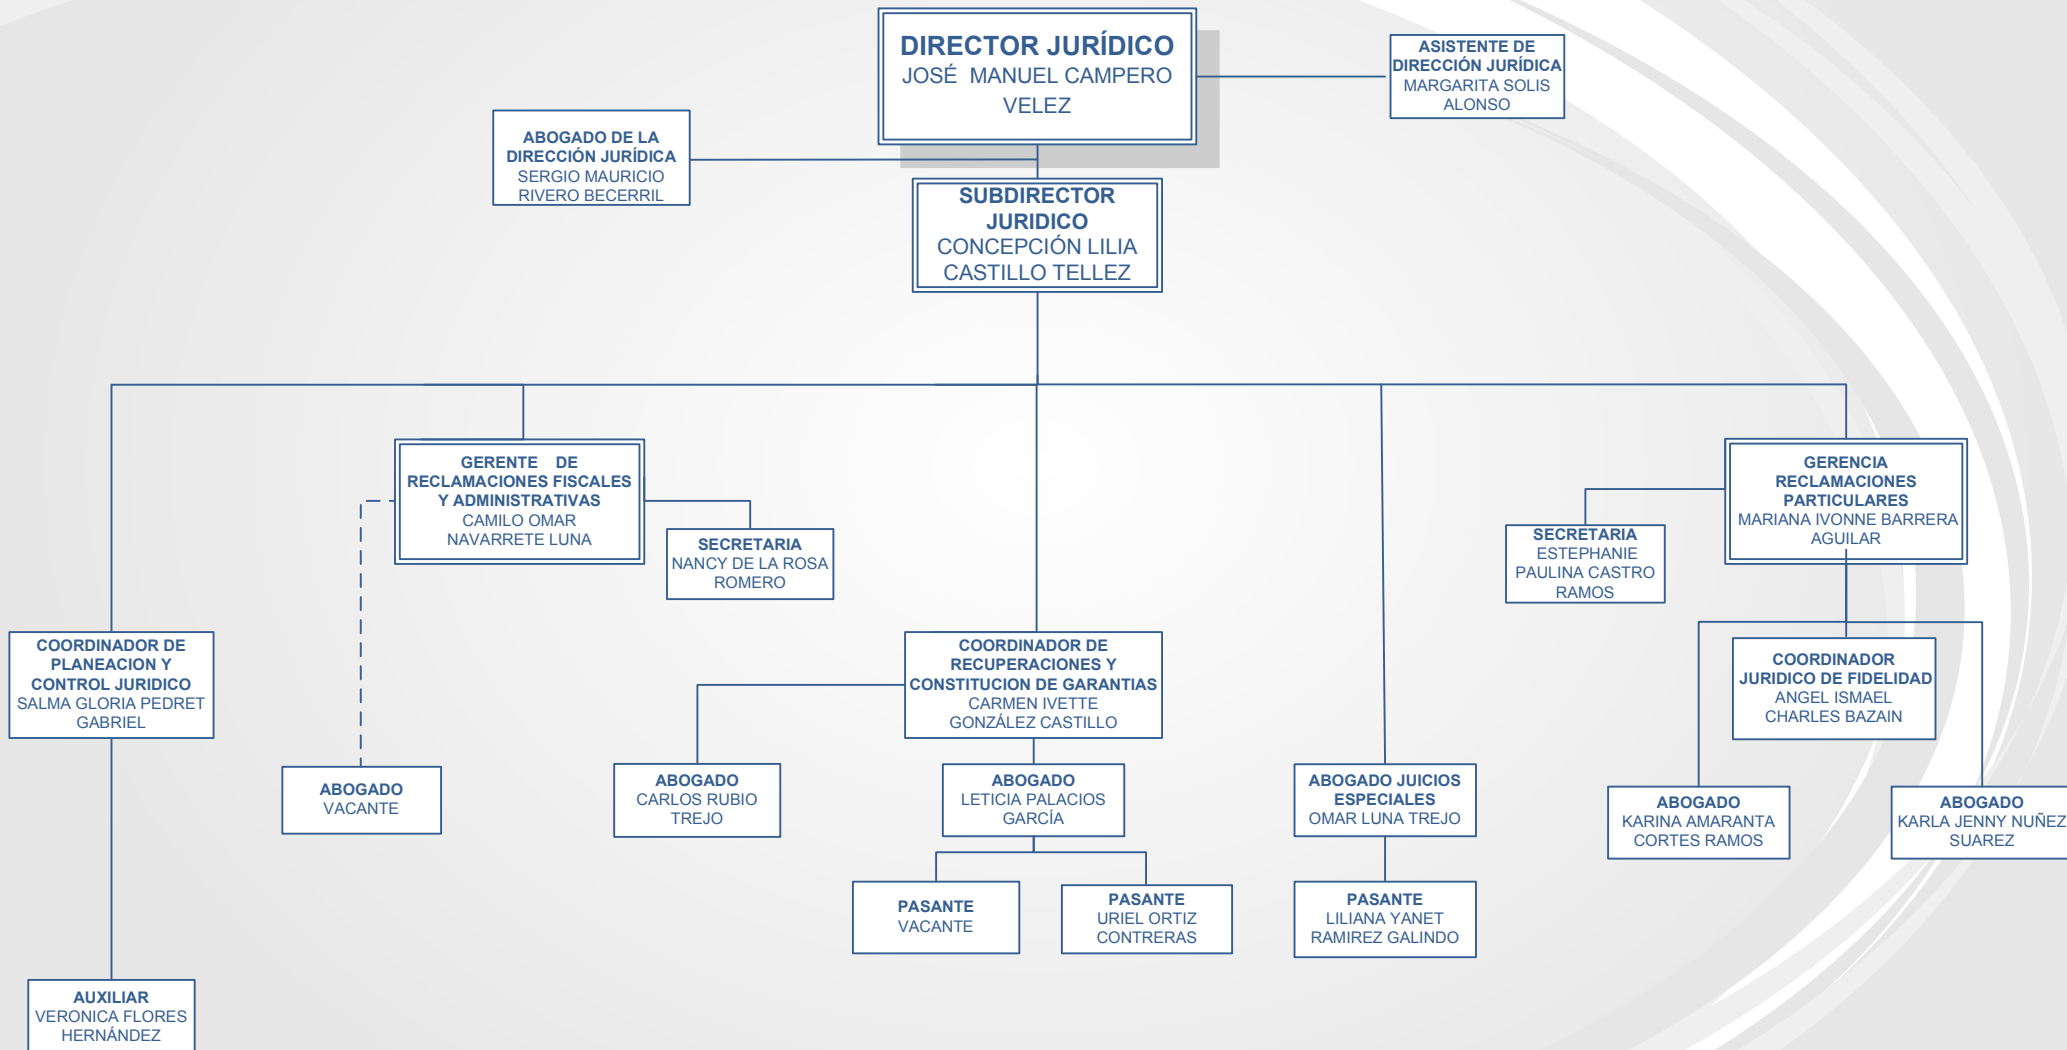 DIRECTOR JURÍDICO
JOSÉ MANUEL CAMPERO
VELEZ
ASISTENTE DE
DIRECCIÓN JURÍDICA
MARGARITA SOLIS
ALONSO
ABOGADO DE LA
DIRECCIÓN JURÍDICA
SERGIO MAURICIO
RIVERO BECERRIL
SUBDIRECTOR
JURIDICO
CONCEPCIÓN LILIA
CASTILLO TELLEZ
GERENTE DE
RECLAMACIONES FISCALES
Y ADMINISTRATIVAS
CAMILO OMAR
NAVARRETE LUNA
SECRETARIA
NANCY DE LA ROSA
ROMERO
GERENCIA
RECLAMACIONES
PARTICULARES
MARIANA IVONNE BARRERA
AGUILAR
SECRETARIA
ESTEPHANIE
PAULINA CASTRO
RAMOS
COORDINADOR DE
PLANEACION Y
CONTROL JURIDICO
SALMA GLORIA PEDRET
GABRIEL
COORDINADOR DE
RECUPERACIONES Y
CONSTITUCION DE GARANTIAS
CARMEN IVETTE
GONZÁLEZ CASTILLO
COORDINADOR
JURIDICO DE FIDELIDAD
ANGEL ISMAEL
CHARLES BAZAIN
ABOGADO
VACANTE
ABOGADO
CARLOS RUBIO
TREJO
ABOGADO
LETICIA PALACIOS
GARCÍA
ABOGADO JUICIOS
ESPECIALES
OMAR LUNA TREJO
ABOGADO
KARINA AMARANTA
CORTES RAMOS
ABOGADO
KARLA JENNY NUÑEZ
SUAREZ
PASANTE
VACANTE
PASANTE
URIEL ORTIZ
CONTRERAS
PASANTE
LILIANA YANET
RAMIREZ GALINDO
AUXILIAR
VERONICA FLORES
HERNÁNDEZ